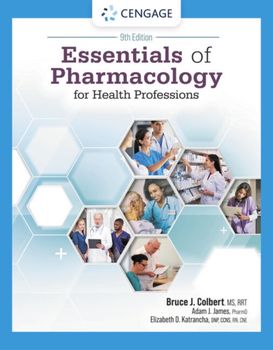 CENGAGE
9th Edition
Essentials of
Pharmacology
for Health Professions
Bruce J. Colbert, MS, RRT
Adam J. James, PharmD
Elizabeth D. Katrancha, DNP, CCNS, RN, CNE